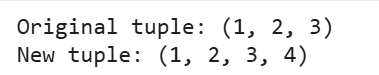 Original tuple: (1, 2, 3)
New tuple: (1, 2, 3, 4)